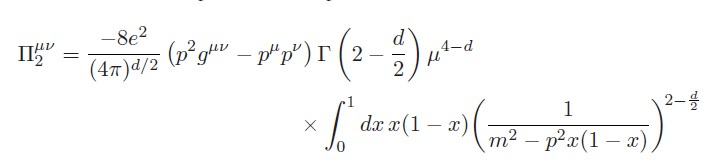 Π₂^{μν} = \frac{-8e^2}{(4π)^{d/2}} (p^2 g^{μν} − p^μ p^ν) Γ(2 − \frac{d}{2}) μ^{4−d}
× ∫_0^1 dx x(1 − x) (\frac{1}{m^2 − p^2 x(1 − x)})^{2−\frac{d}{2}}